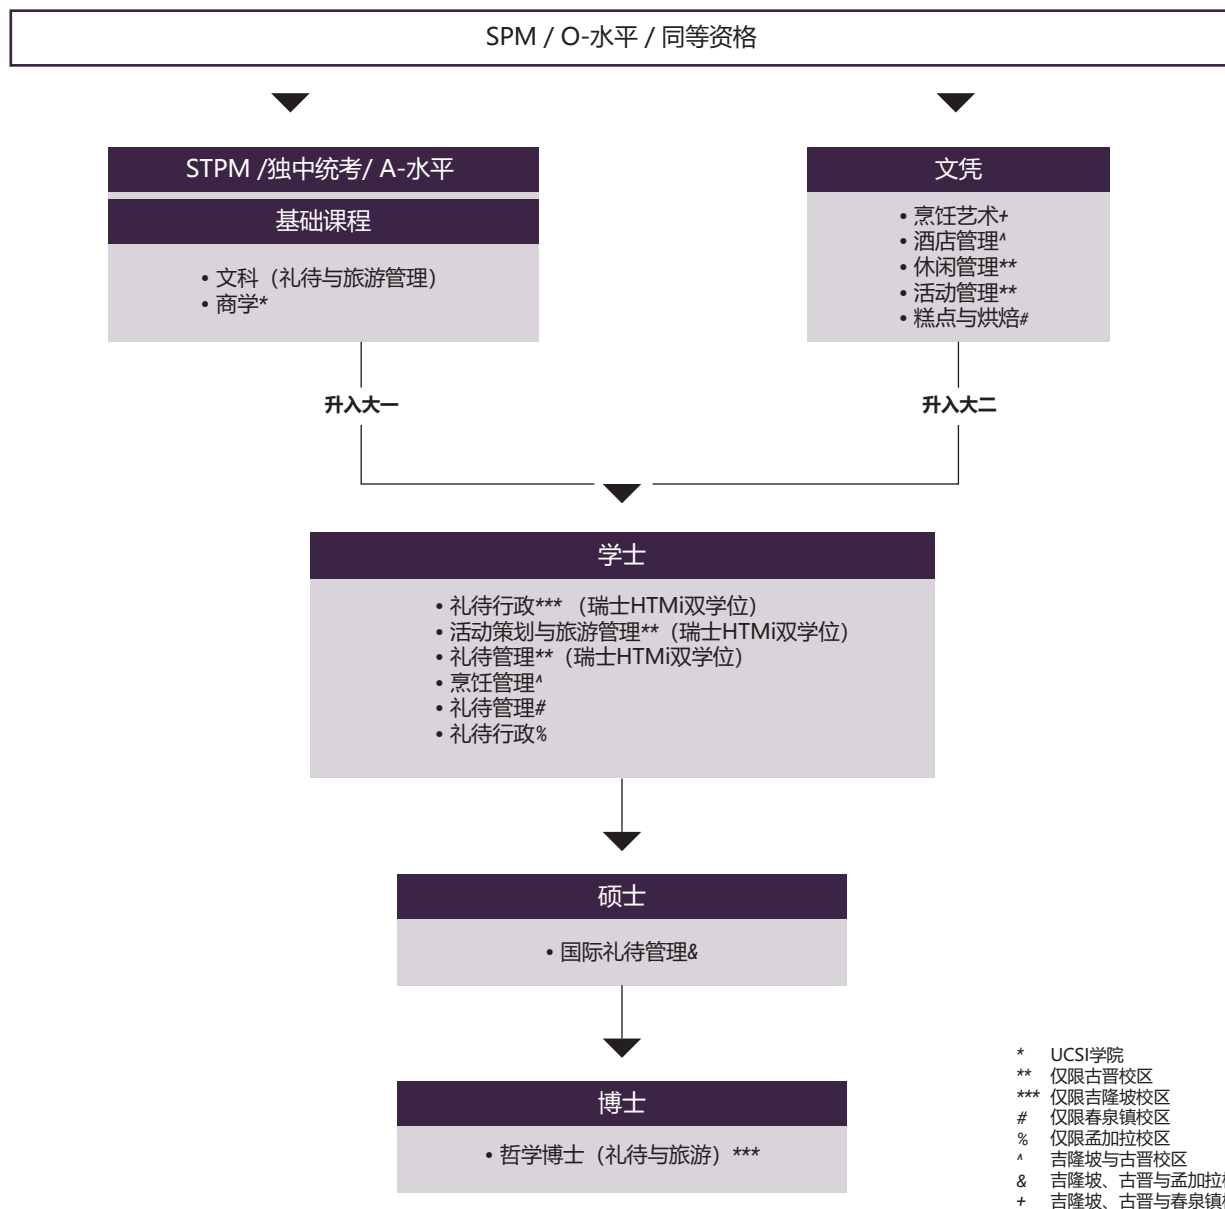 SPM / O-水平 / 同等资格
STPM /独中统考/ A-水平
基础课程
• 文科（礼待与旅游管理）
• 商学*
文凭
• 烹饪艺术+
• 酒店管理^
• 休闲管理**
• 活动管理**
• 糕点与烘焙#
升入大一
升入大二
学士
• 礼待行政***（瑞士HTMi双学位）
• 活动策划与旅游管理**（瑞士HTMi双学位）
• 礼待管理**（瑞士HTMi双学位）
• 烹饪管理^
• 礼待管理#
• 礼待行政%
硕士
• 国际礼待管理&
博士
• 哲学博士（礼待与旅游）***
* UCSI学院
** 仅限古晋校区
*** 仅限吉隆坡校区
# 仅限春泉镇校区
% 仅限孟加拉校区
^ 吉隆坡与古晋校区
& 吉隆坡、古晋与孟加拉
+ 吉隆坡、古晋与春泉镇